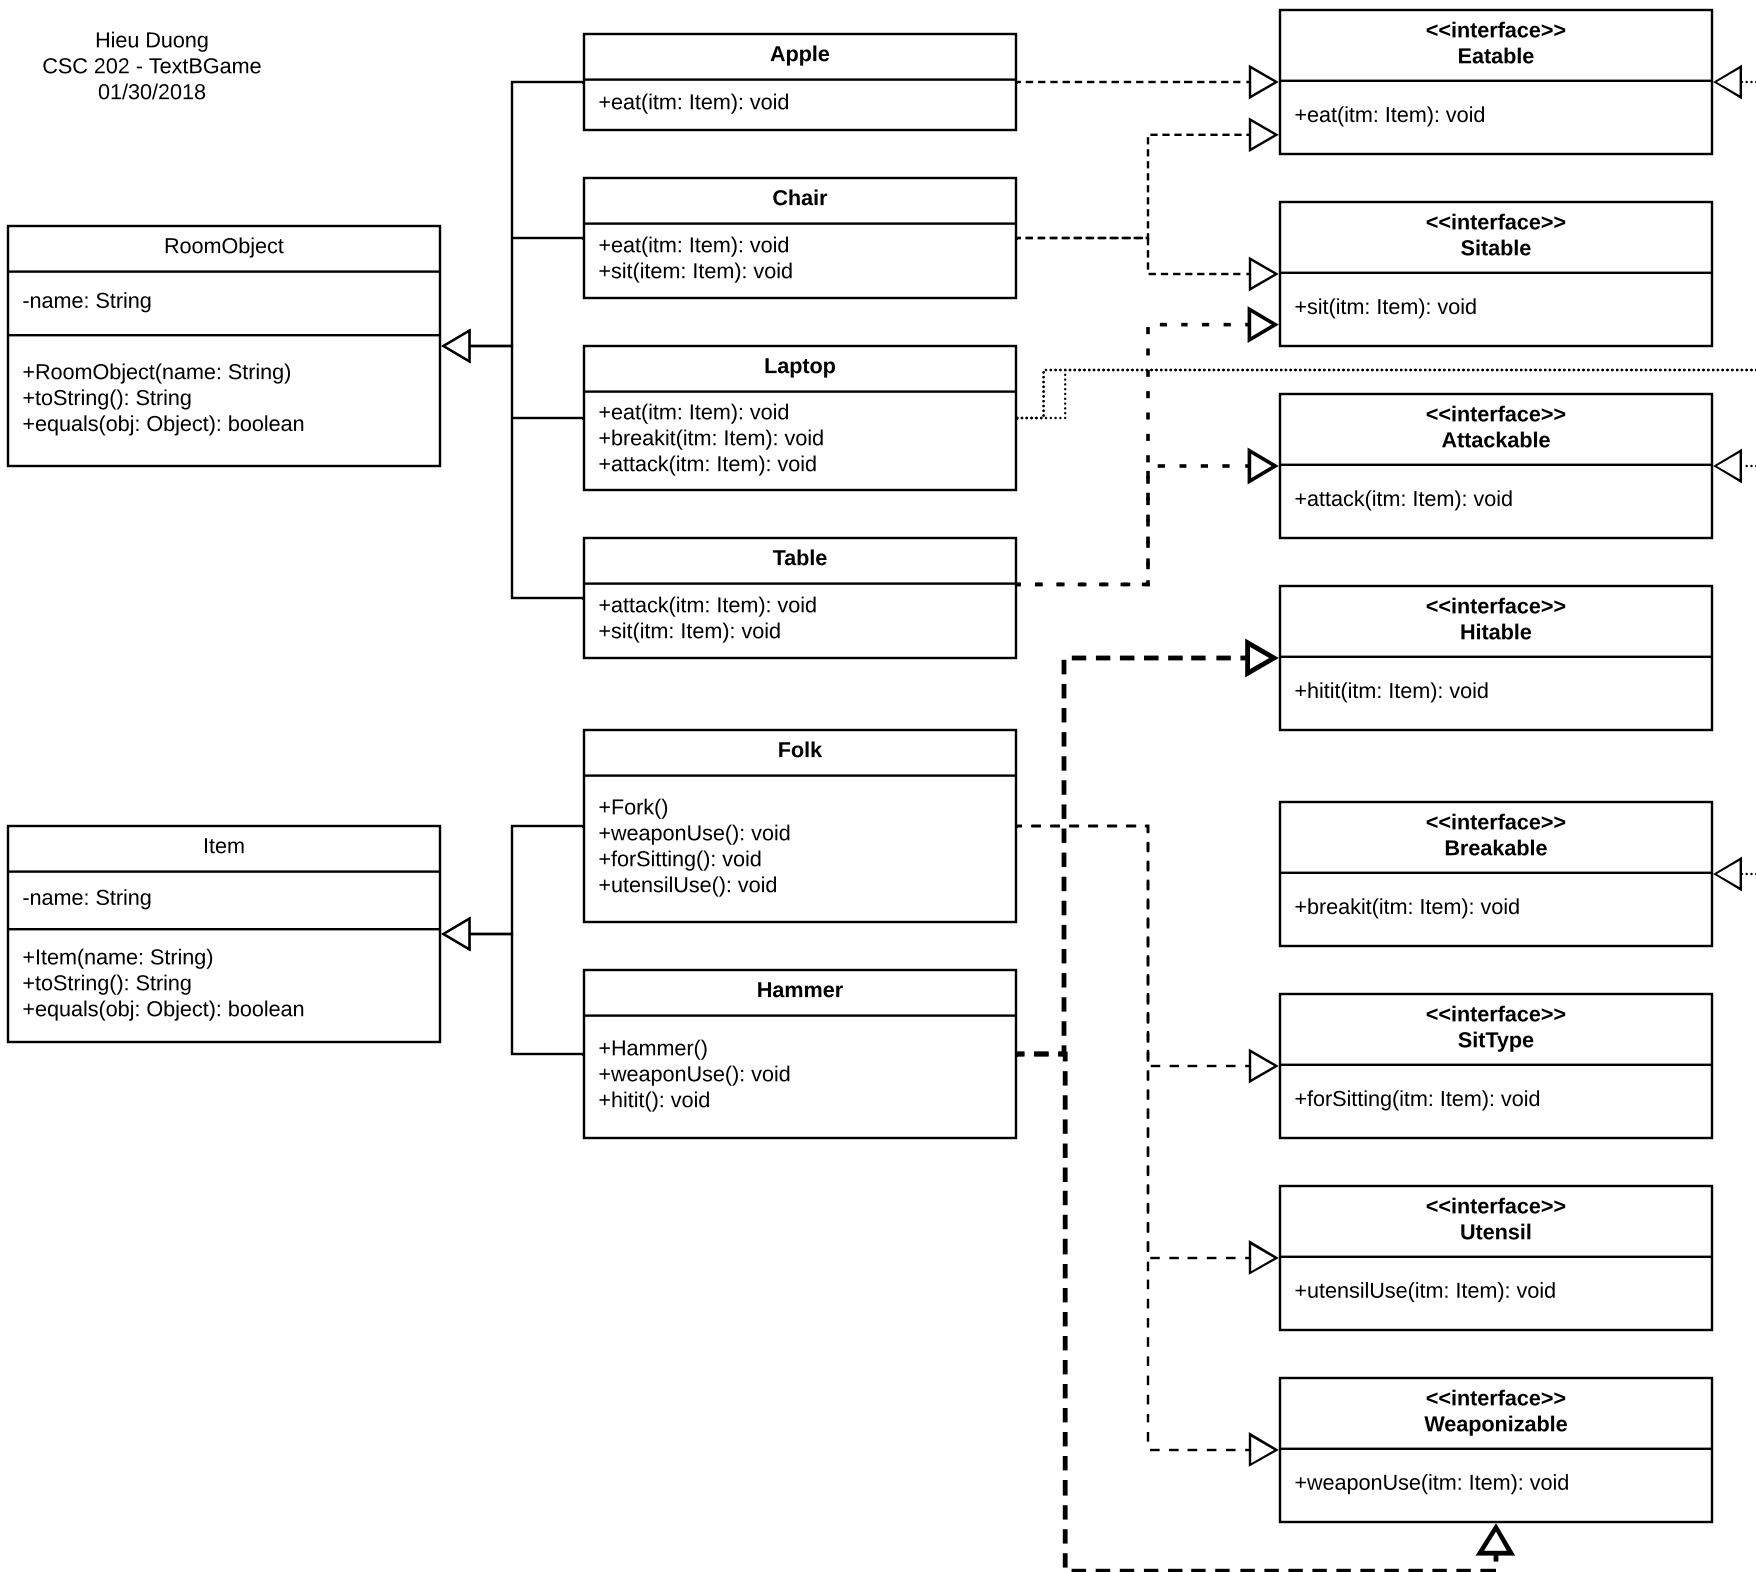 Hieu Duong
CSC 202 - TextBGame
01/30/2018
RoomObject
-name: String
+RoomObject(name: String)
+toString(): String
+equals(obj: Object): boolean
Item
-name: String
+Item(name: String)
+toString(): String
+equals(obj: Object): boolean
Apple
+eat(itm: Item): void
Chair
+eat(itm: Item): void
+sit(item: Item): void
Laptop
+eat(itm: Item): void
+breakit(itm: Item): void
+attack(itm: Item): void
Table
+attack(itm: Item): void
+sit(itm: Item): void
Folk
+Fork()
+weaponUse(): void
+forSitting(): void
+utensilUse(): void
Hammer
+Hammer()
+weaponUse(): void
+hitit(): void
<<interface>>
Eatable
+eat(itm: Item): void
<<interface>>
Sitable
+sit(itm: Item): void
<<interface>>
Attackable
+attack(itm: Item): void
<<interface>>
Hitable
+hitit(itm: Item): void
<<interface>>
Breakable
+breakit(itm: Item): void
<<interface>>
SitType
+forSitting(itm: Item): void
<<interface>>
Utensil
+utensilUse(itm: Item): void
<<interface>>
Weaponizable
+weaponUse(itm: Item): void